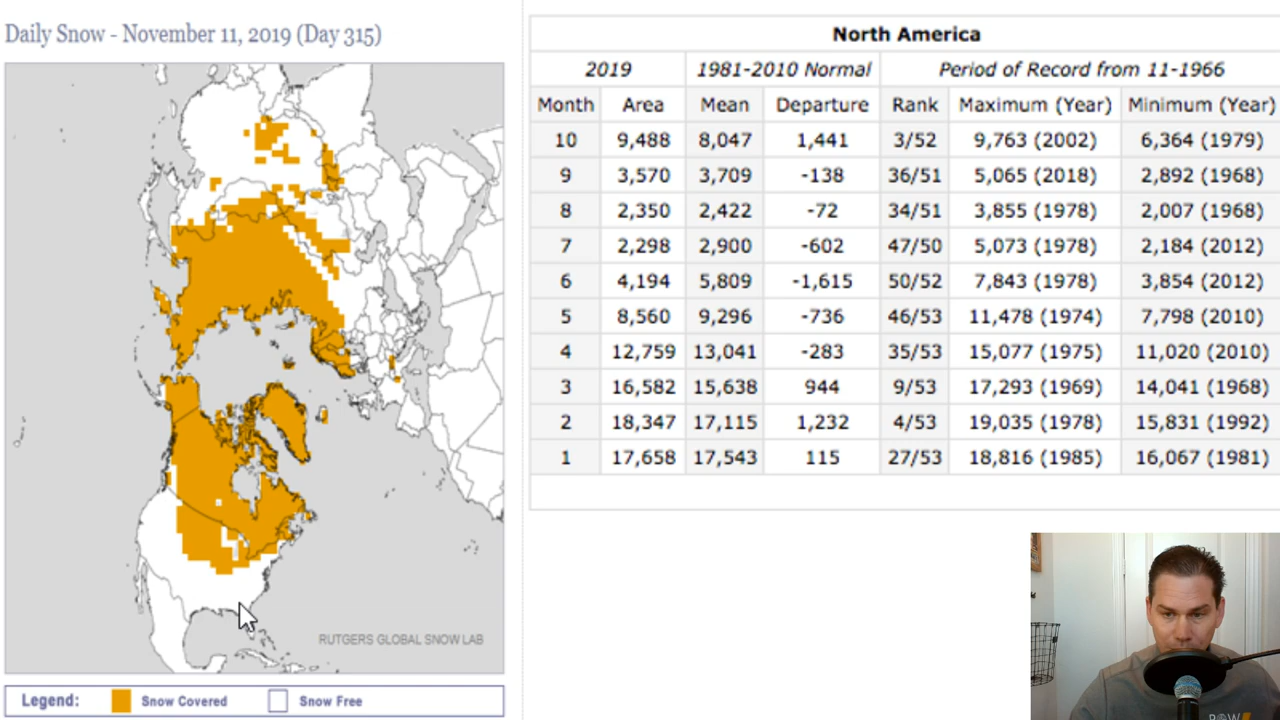 Daily Snow - November 11, 2019 (Day 315)
RUTGERS GLOBAL SNOW LAB
Legend: Snow Covered Snow Free
North America
2019 1981-2010 Normal Period of Record from 11-1966
Month Area Mean Departure Rank Maximum (Year) Minimum (Year)
10 9,488 8,047 1,441 3/52 9,763 (2002) 6,364 (1979)
9 3,570 3,709 -138 36/51 5,065 (2018) 2,892 (1968)
8 2,350 2,422 -72 34/51 3,855 (1978) 2,007 (1968)
7 2,298 2,900 -602 47/50 5,073 (1978) 2,184 (2012)
6 4,194 5,809 -1,615 50/52 7,843 (1978) 3,854 (2012)
5 8,560 9,296 -736 46/53 11,478 (1974) 7,798 (2010)
4 12,759 13,041 -283 35/53 15,077 (1975) 11,020 (2010)
3 16,582 15,638 944 9/53 17,293 (1969) 14,041 (1968)
2 18,347 17,115 1,232 4/53 19,035 (1978) 15,831 (1992)
1 17,658 17,543 115 27/53 18,816 (1985) 16,067 (1981)